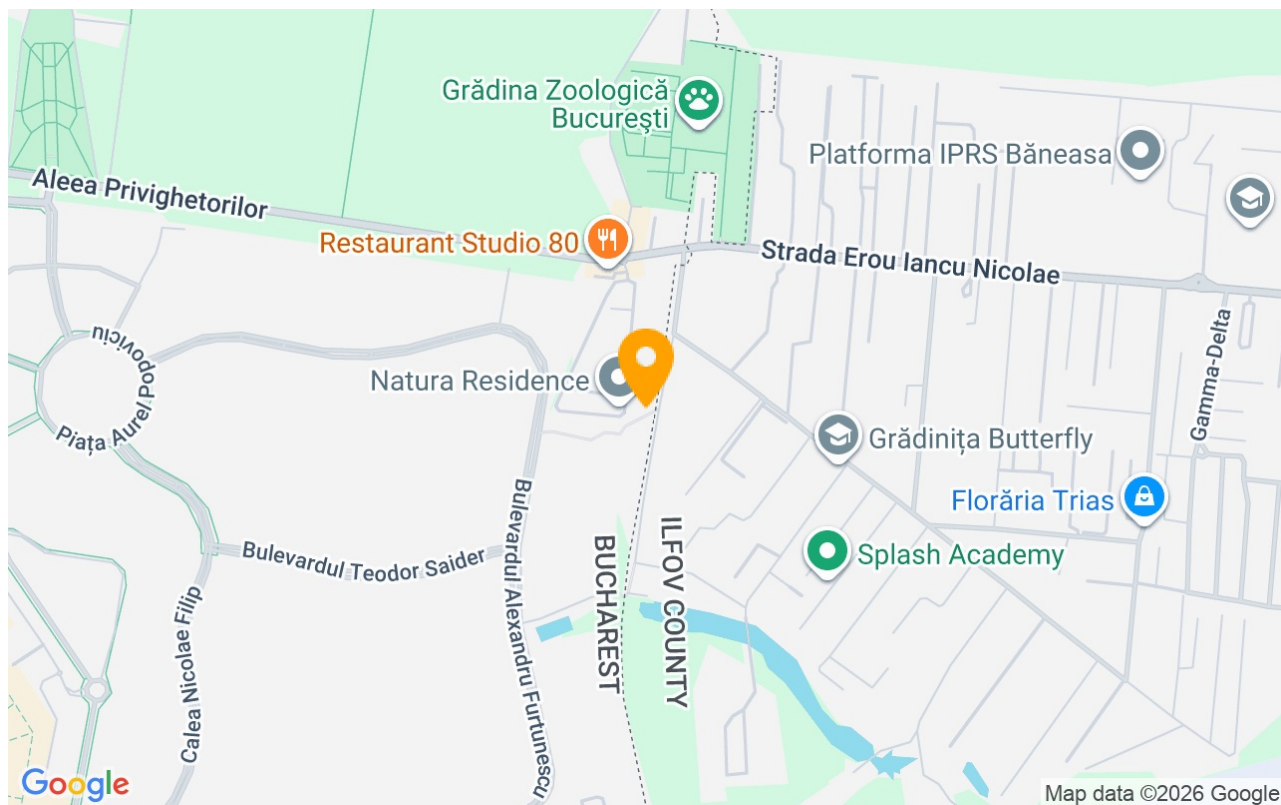 Grădina Zoologică
București
Platforma IPRS Băneasa
Aleea Privighetorilor
Restaurant Studio 80
Strada Erou Iancu Nicolae
Piața Aurel Popoviciu
Natura Residence
Gamma-Delta
Grădinița Butterfly
Florăria Trias
Bulevardul Teodor Saider
Bulevardul Alexandru Furtunescu
BUCHAREST
ILFOV COUNTY
Splash Academy
Calea Nicolae Filip
Google
Map data ©2026 Google